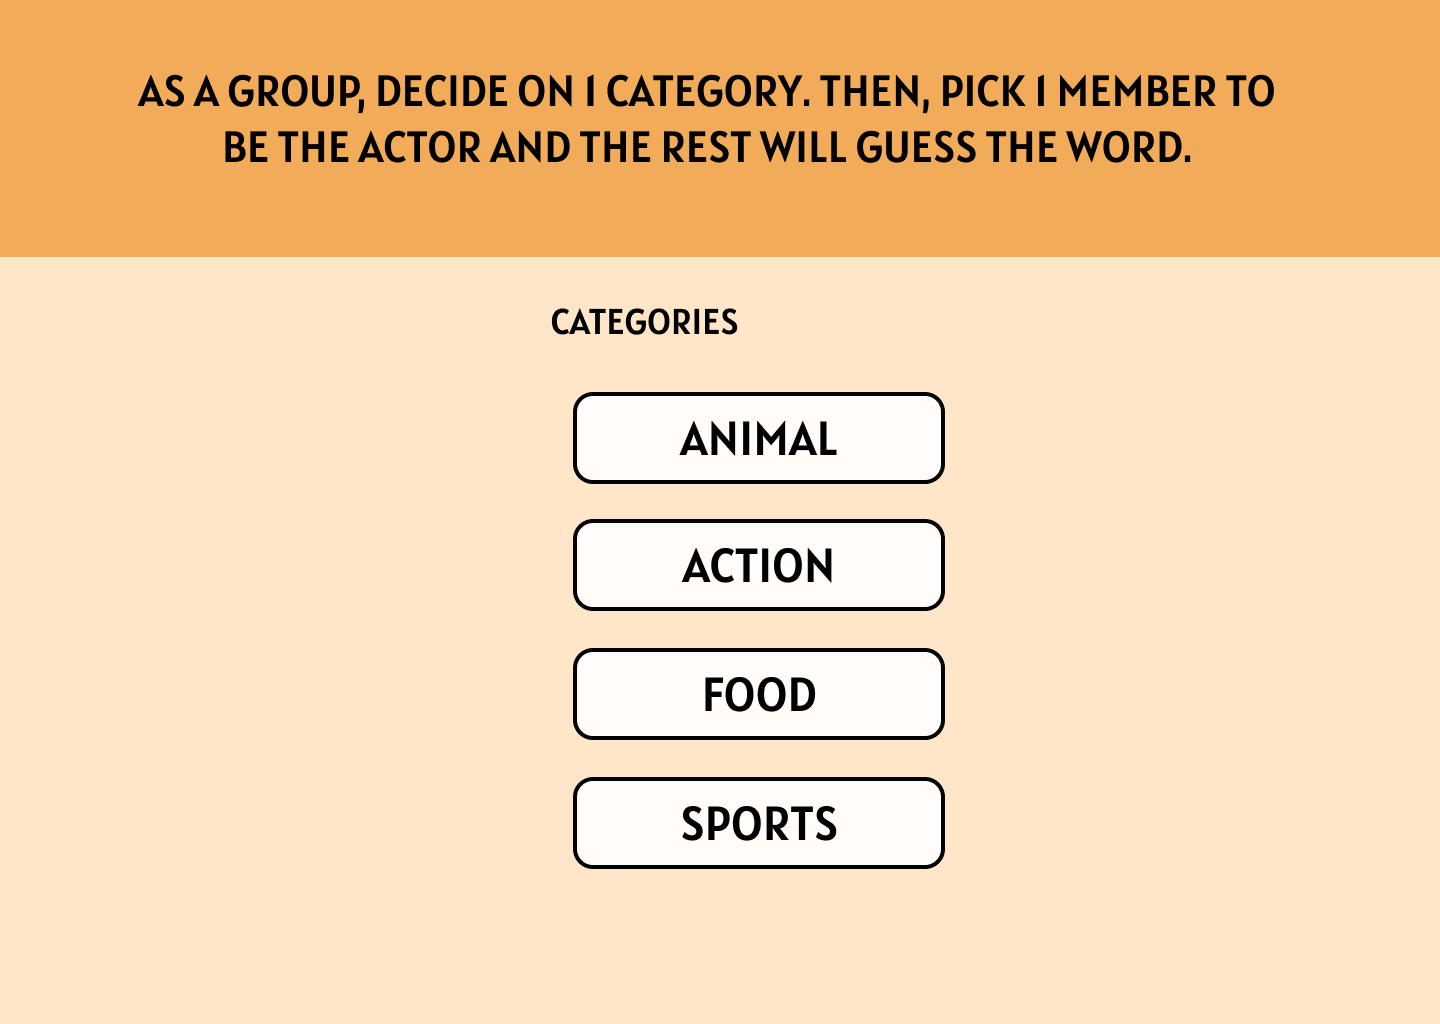 AS A GROUP, DECIDE ON 1 CATEGORY. THEN, PICK 1 MEMBER TO
BE THE ACTOR AND THE REST WILL GUESS THE WORD.
CATEGORIES
ANIMAL
ACTION
FOOD
SPORTS